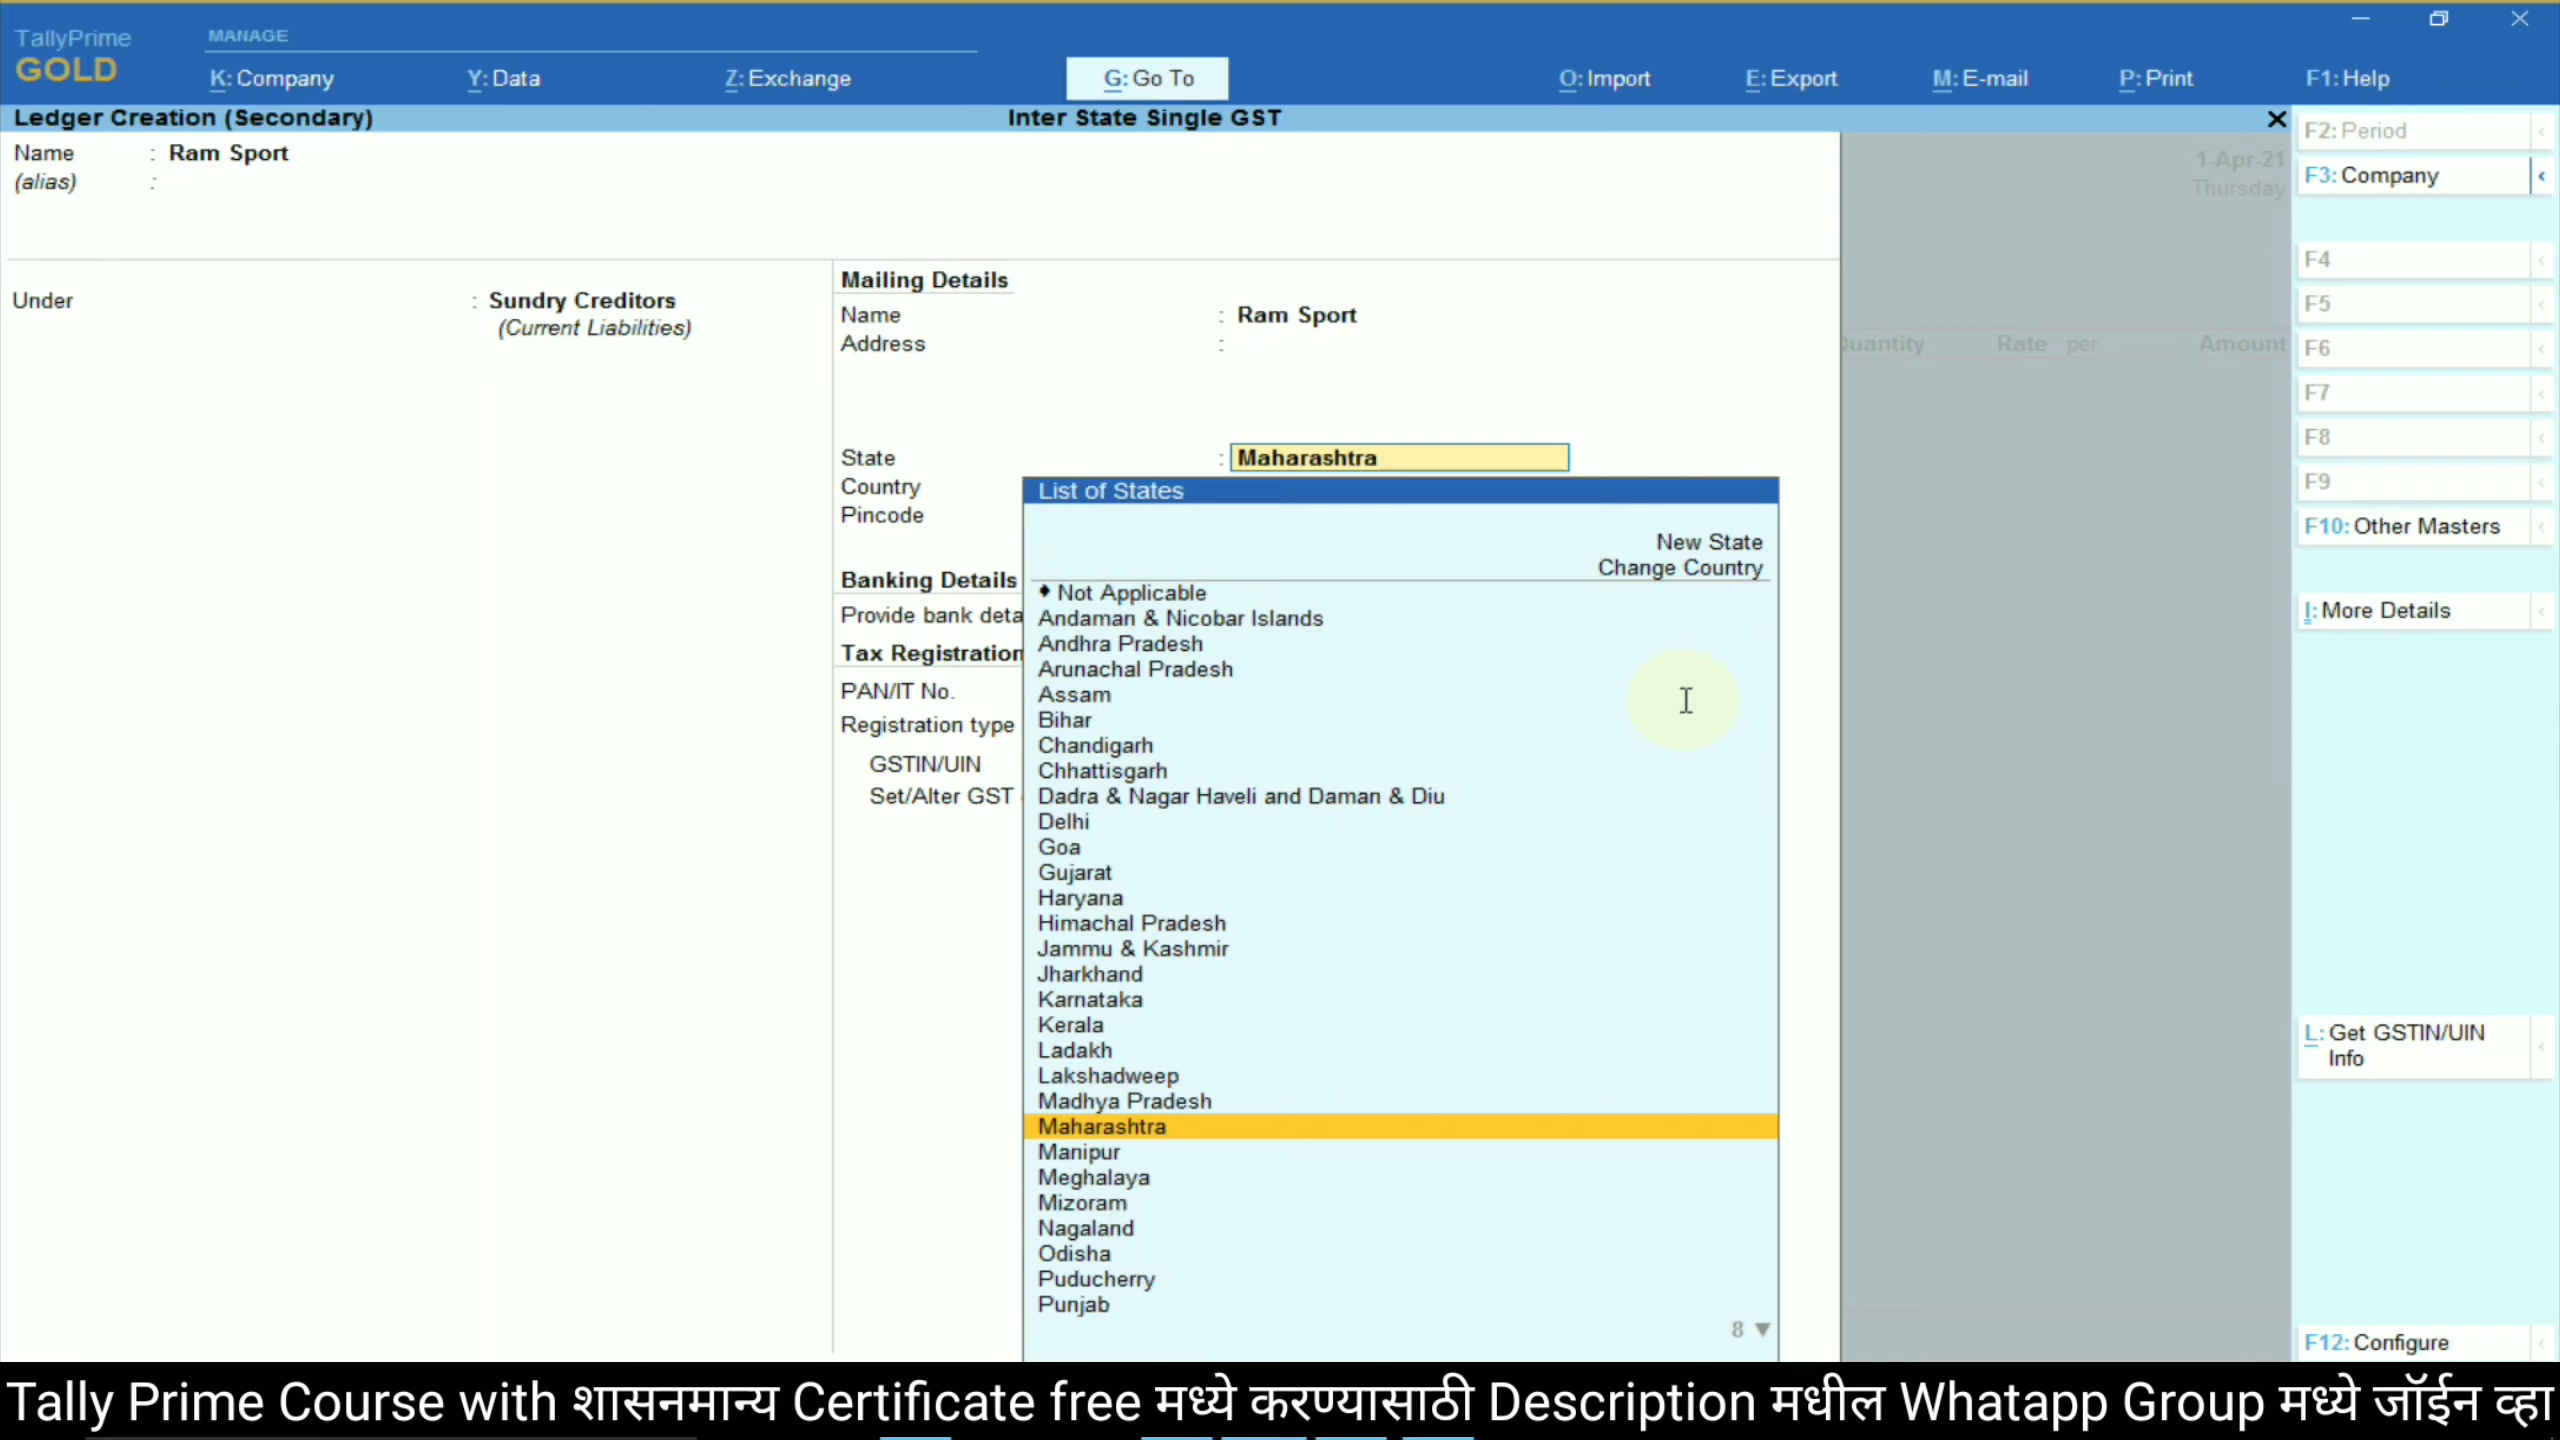 TallyPrime
GOLD
MANAGE
K: Company
Y: Data
Z: Exchange
G: Go To
O: Import
E: Export
M: E-mail
P: Print
F1: Help
Ledger Creation (Secondary)
Inter State Single GST
Name : Ram Sport
(alias) :
1-Apr-21
Thursday
Under : Sundry Creditors
(Current Liabilities)
Mailing Details
Name : Ram Sport
Address :
State : Maharashtra
Country
Pincode
Banking Details
Provide bank deta
Tax Registration
PAN/IT No.
Registration type
GSTIN/UIN
Set/Alter GST
List of States
New State
Change Country
♦ Not Applicable
Andaman & Nicobar Islands
Andhra Pradesh
Arunachal Pradesh
Assam
Bihar
Chandigarh
Chhattisgarh
Dadra & Nagar Haveli and Daman & Diu
Delhi
Goa
Gujarat
Haryana
Himachal Pradesh
Jammu & Kashmir
Jharkhand
Karnataka
Kerala
Ladakh
Lakshadweep
Madhya Pradesh
Maharashtra
Manipur
Meghalaya
Mizoram
Nagaland
Odisha
Puducherry
Punjab
8 ▼
Quantity Rate per Amount
F2: Period
F3: Company
F4
F5
F6
F7
F8
F9
F10: Other Masters
I: More Details
L: Get GSTIN/UIN
Info
F12: Configure
Tally Prime Course with शासनमान्य Certificate free मध्ये करण्यासाठी Description मधील Whatapp Group मध्ये जॉईन व्हा